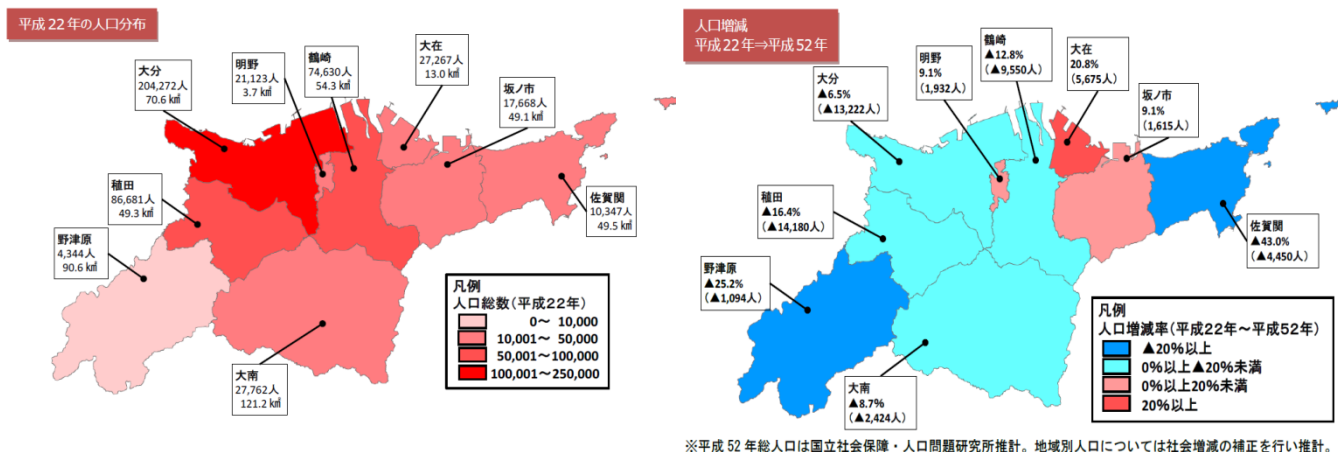 平成22年の人口分布
大分
204,272人
70.6㎢
明野
21,123人
3.7㎢
鶴崎
74,630人
54.3㎢
大在
27,267人
13.0㎢
坂ノ市
17,668人
49.1㎢
佐賀関
10,347人
49.5㎢
稙田
86,681人
49.3㎢
野津原
4,344人
90.6㎢
大南
27,762人
121.2㎢
凡例
人口総数(平成22年)
0～ 10,000
10,001～ 50,000
50,001～100,000
100,001～250,000
人口増減
平成22年⇒平成52年
大分
▲6.5%
(▲13,222人)
明野
9.1%
(1,932人)
鶴崎
▲12.8%
(▲9,550人)
大在
20.8%
(5,675人)
坂ノ市
9.1%
(1,615人)
佐賀関
▲43.0%
(▲4,450人)
稙田
▲16.4%
(▲14,180人)
野津原
▲25.2%
(▲1,094人)
大南
▲8.7%
(▲2,424人)
凡例
人口増減率(平成22年～平成52年)
▲20%以上
0%以上▲20%未満
0%以上20%未満
20%以上
※平成52年総人口は国立社会保障・人口問題研究所推計。地域別人口については社会増減の補正を行い推計。